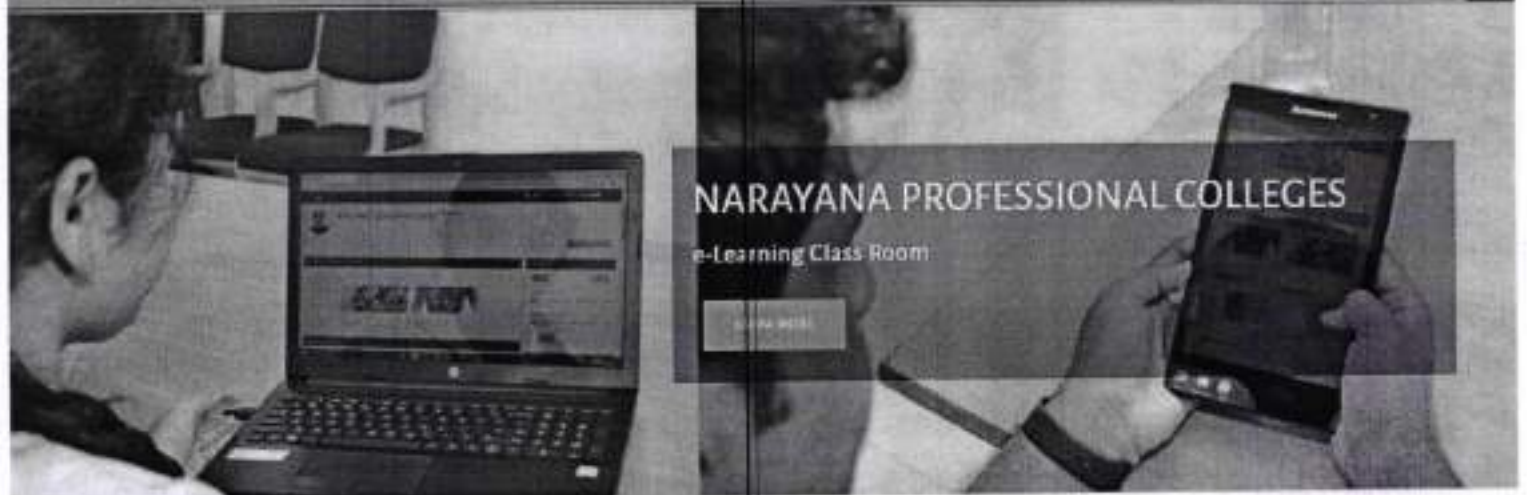 NARAYANA PROFESSIONAL COLLEGES
e-Learning Class Room